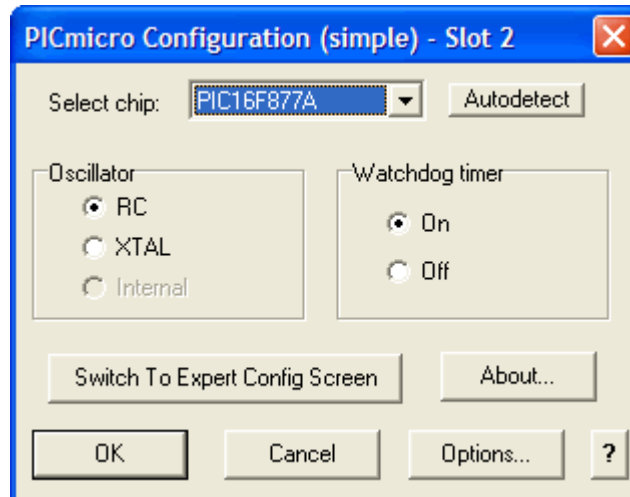 PICmicro Configuration (simple) - Slot 2
Select chip: PIC16F877A Autodetect
Oscillator Watchdog timer
RC On
XTAL Off
Internal
Switch To Expert Config Screen About...
OK Cancel Options... ?